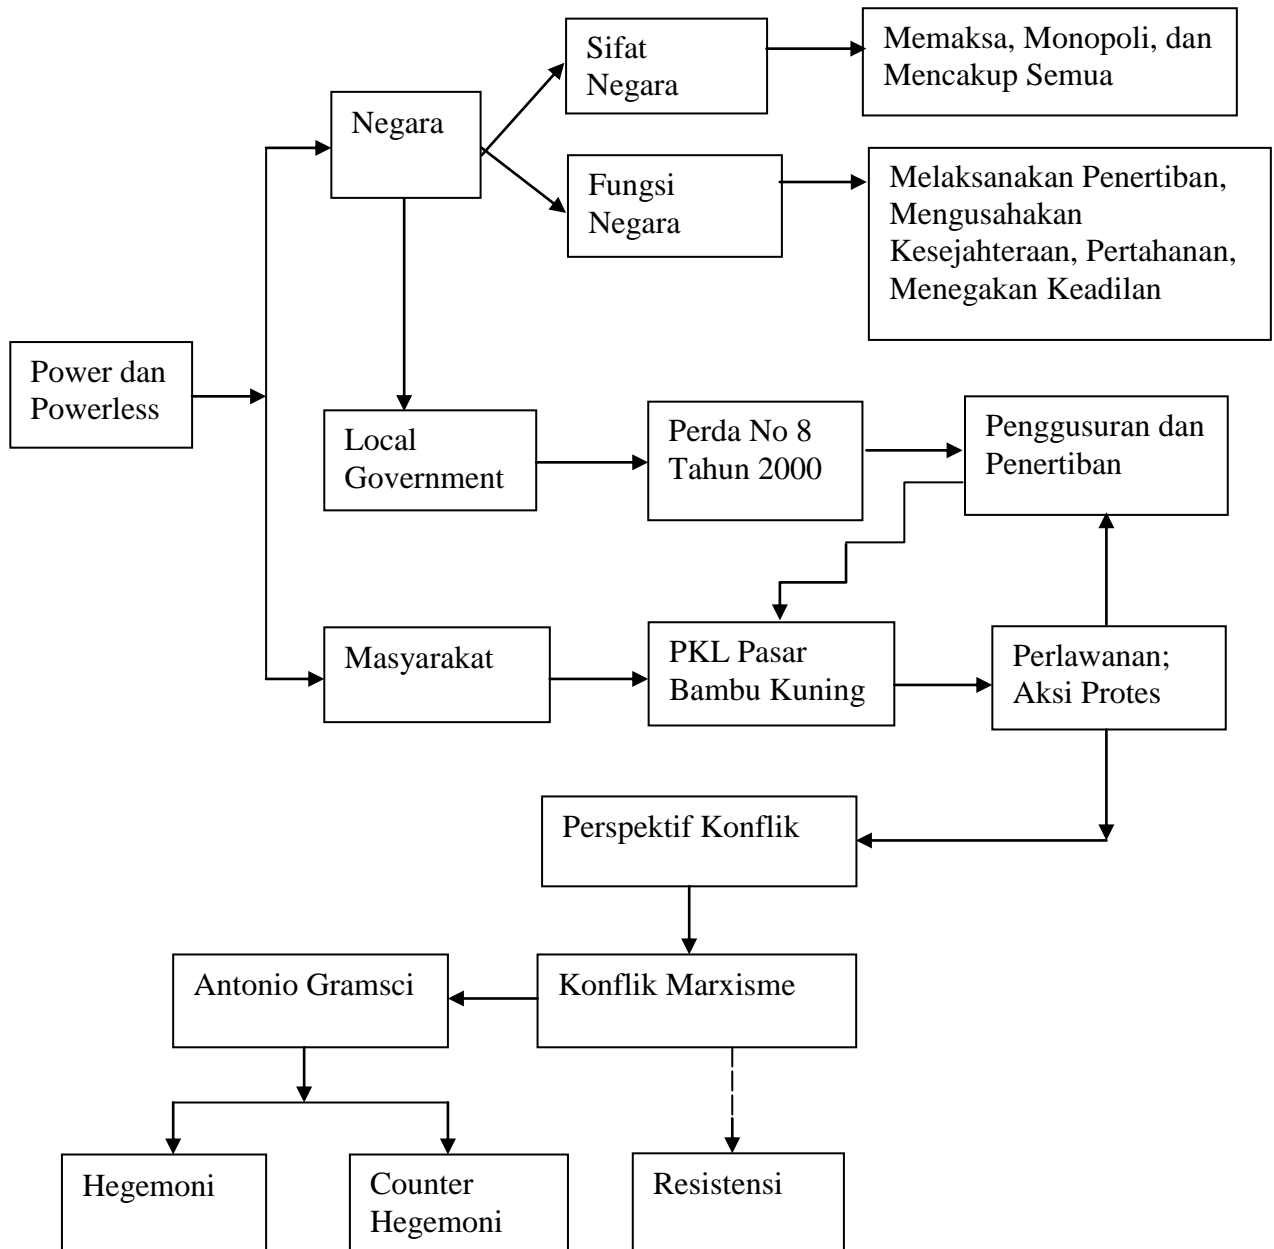 Sifat
Negara
Memaksa, Monopoli, dan
Mencakup Semua
Negara
Fungsi
Negara
Melaksanakan Penertiban,
Mengusahakan
Kesejahteraan, Pertahanan,
Menegakan Keadilan
Power dan
Powerless
Local
Government
Perda No 8
Tahun 2000
Penggusuran dan
Penertiban
Masyarakat
PKL Pasar
Bambu Kuning
Perlawanan;
Aksi Protes
Perspektif Konflik
Antonio Gramsci
Konflik Marxisme
Hegemoni
Counter
Hegemoni
Resistensi